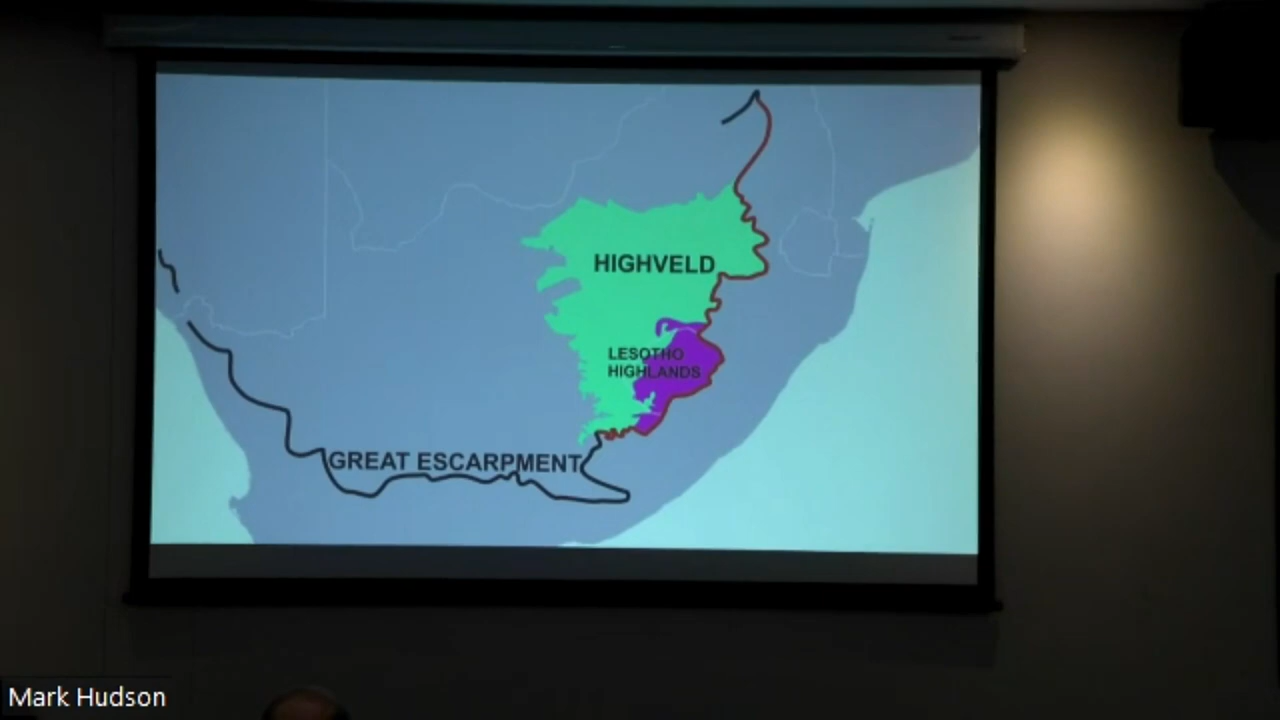 HIGHVELD
LESOTHO
HIGHLANDS
GREAT ESCARPMENT
Mark Hudson